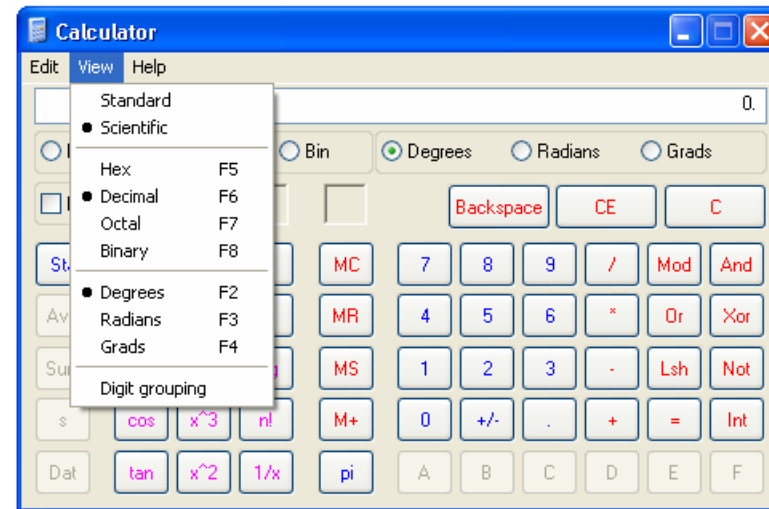 Calculator
Edit View Help
0.
Standard
Scientific
Hex F5
Decimal F6
Octal F7
Binary F8
Degrees F2
Radians F3
Grads F4
Digit grouping
Bin Degrees Radians Grads
Backspace CE C
MC 7 8 9 / Mod And
MR 4 5 6 * Or Xor
MS 1 2 3 - Lsh Not
s cos x^3 n! M+ 0 +/- . + = Int
Dat tan x^2 1/x pi A B C D E F